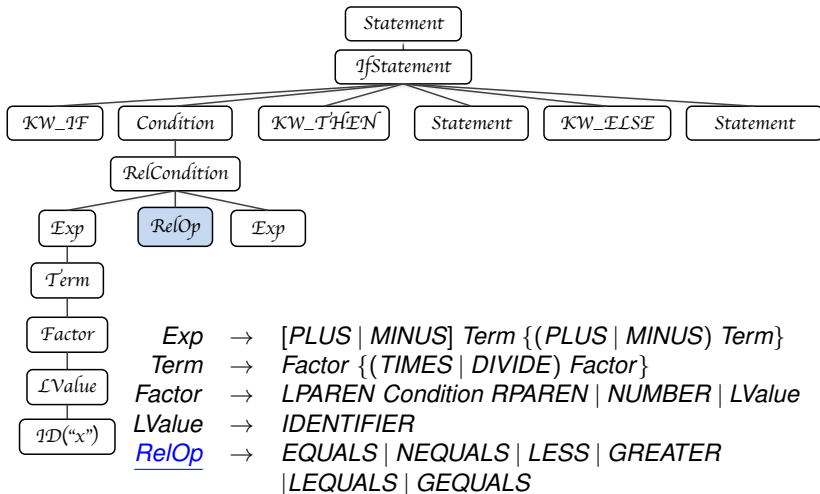 Statement
IfStatement
KW_IF Condition KW_THEN Statement KW_ELSE Statement
RelCondition
Exp RelOp Exp
Term
Factor
LValue
ID(“x”)
Exp → [PLUS | MINUS] Term {(PLUS | MINUS) Term}
Term → Factor {(TIMES | DIVIDE) Factor}
Factor → LPAREN Condition RPAREN | NUMBER | LValue
LValue → IDENTIFIER
RelOp → EQUALS | NEQUALS | LESS | GREATER
|LEQUALS | GEQUALS